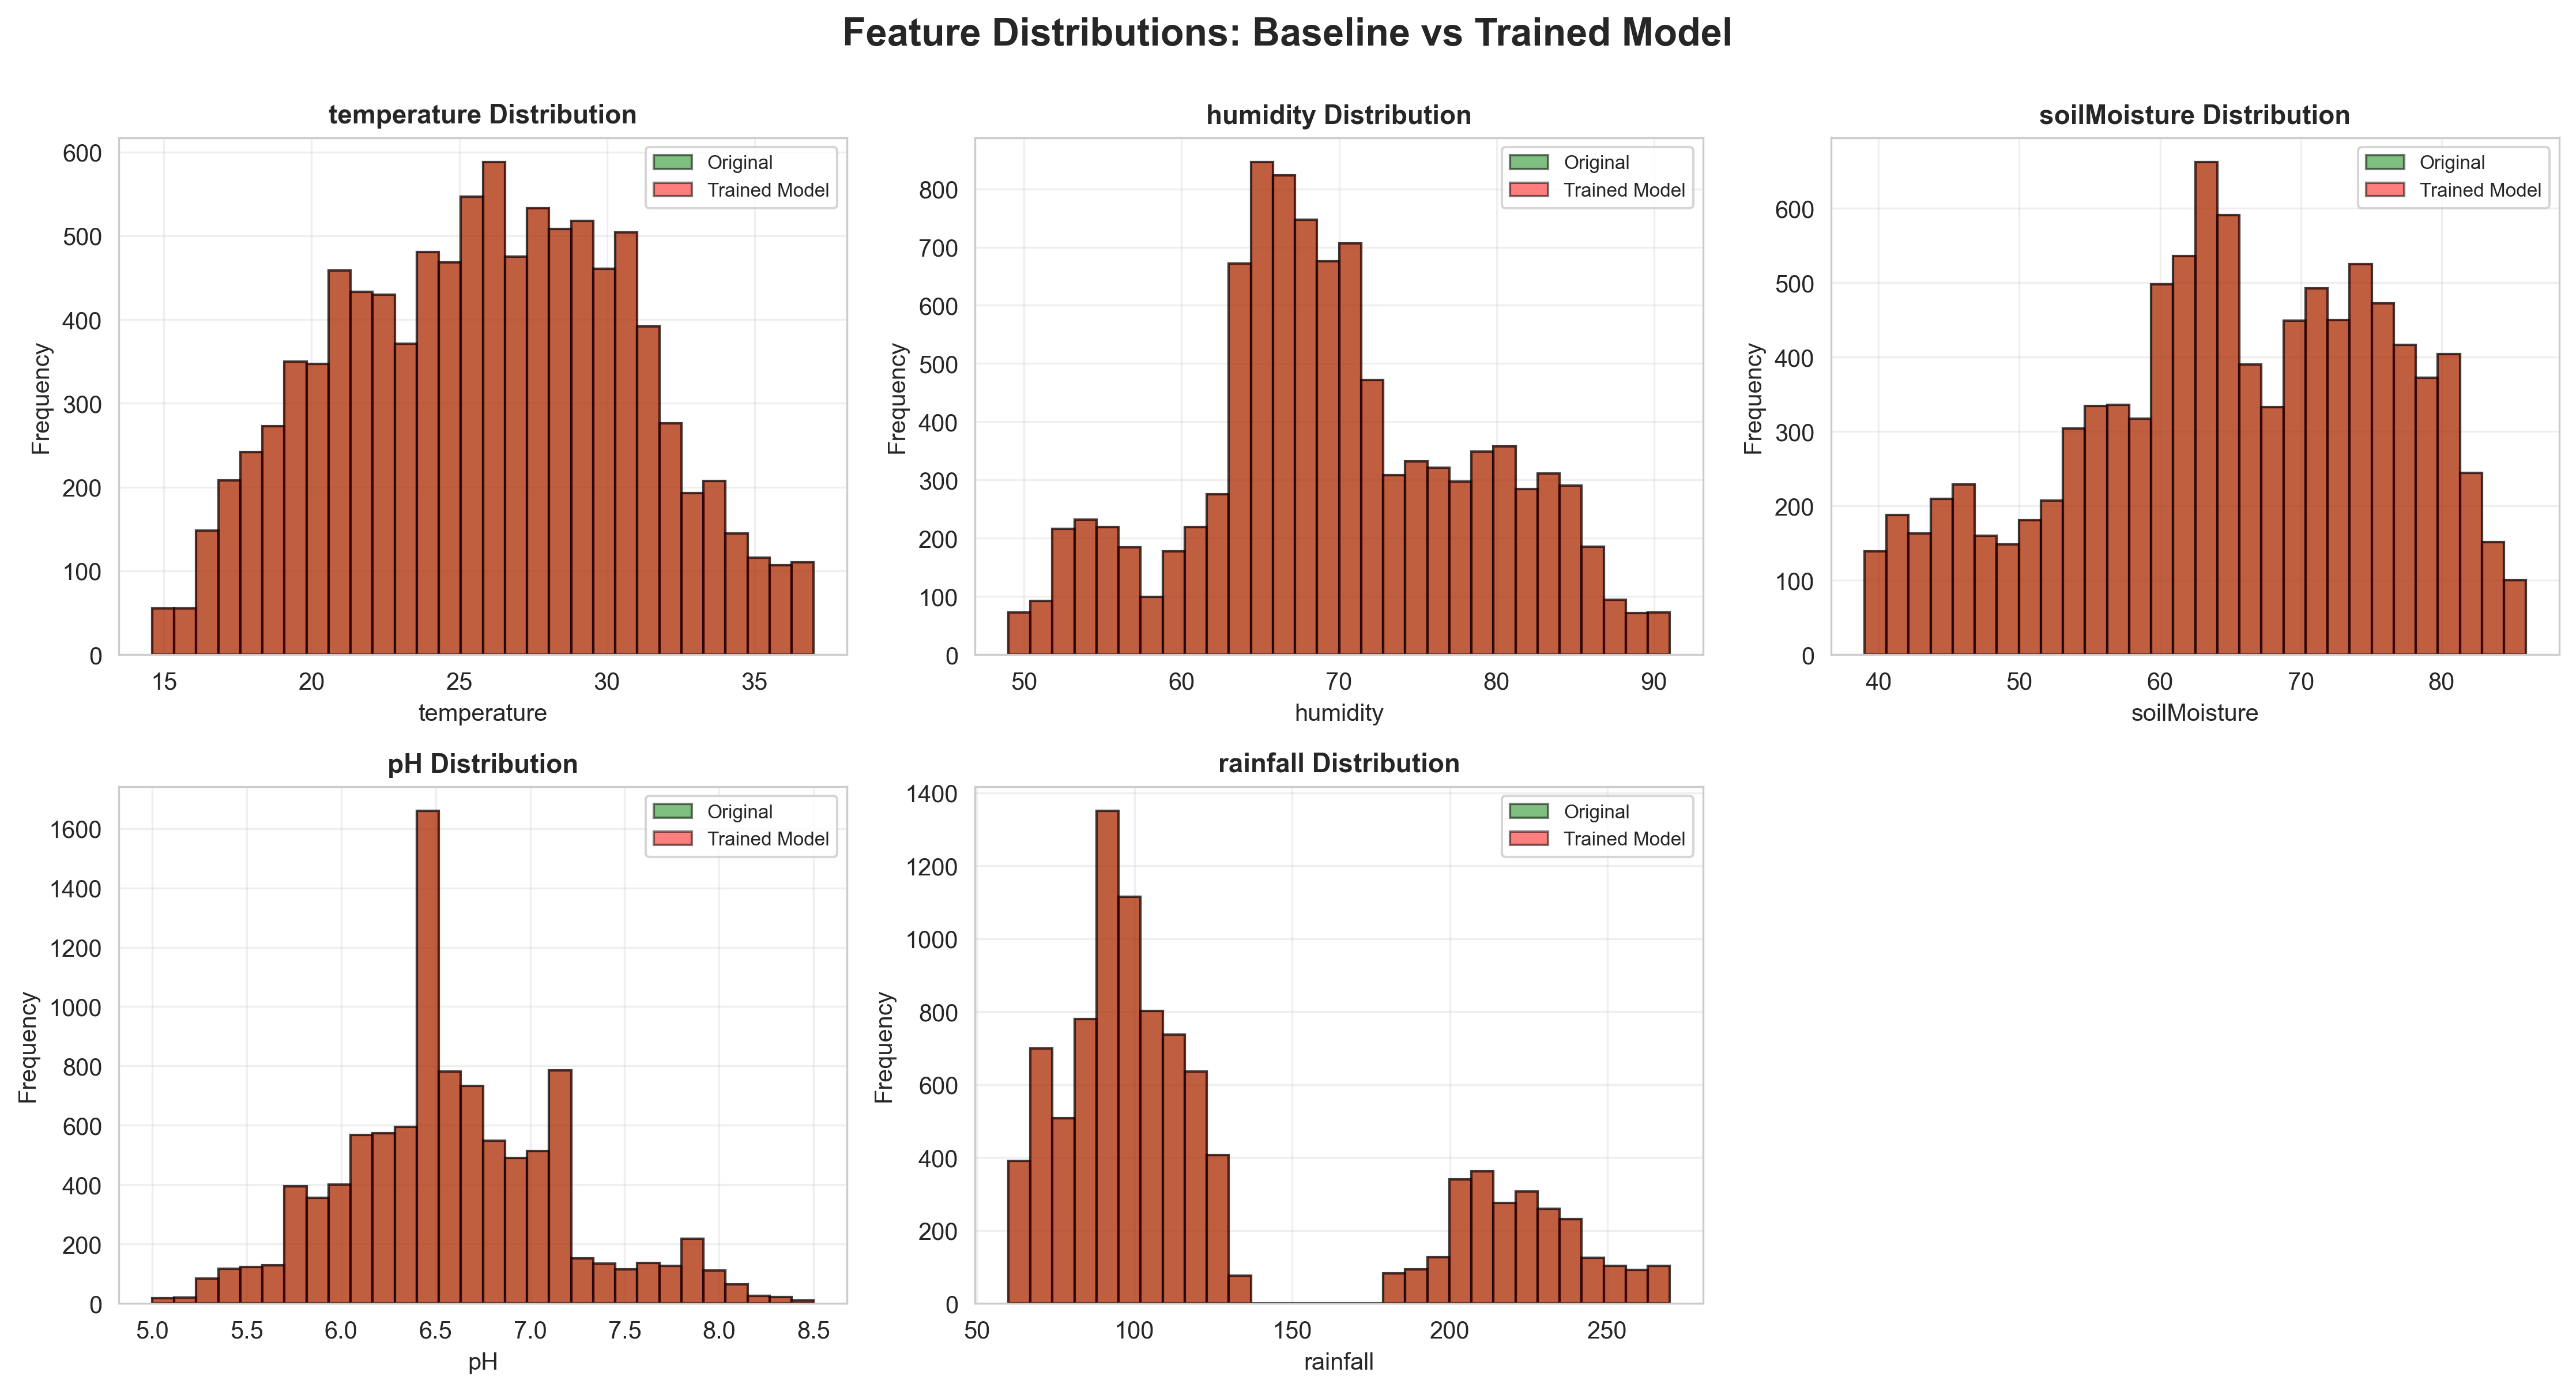 Feature Distributions: Baseline vs Trained Model
temperature Distribution
Original
Trained Model
600
500
400
300
200
100
0
Frequency
15 20 25 30 35
temperature
humidity Distribution
Original
Trained Model
800
700
600
500
400
300
200
100
0
Frequency
50 60 70 80 90
humidity
soilMoisture Distribution
Original
Trained Model
600
500
400
300
200
100
0
Frequency
40 50 60 70 80
soilMoisture
pH Distribution
Original
Trained Model
1600
1400
1200
1000
800
600
400
200
0
Frequency
5.0 5.5 6.0 6.5 7.0 7.5 8.0 8.5
pH
rainfall Distribution
Original
Trained Model
1400
1200
1000
800
600
400
200
0
Frequency
50 100 150 200 250
rainfall